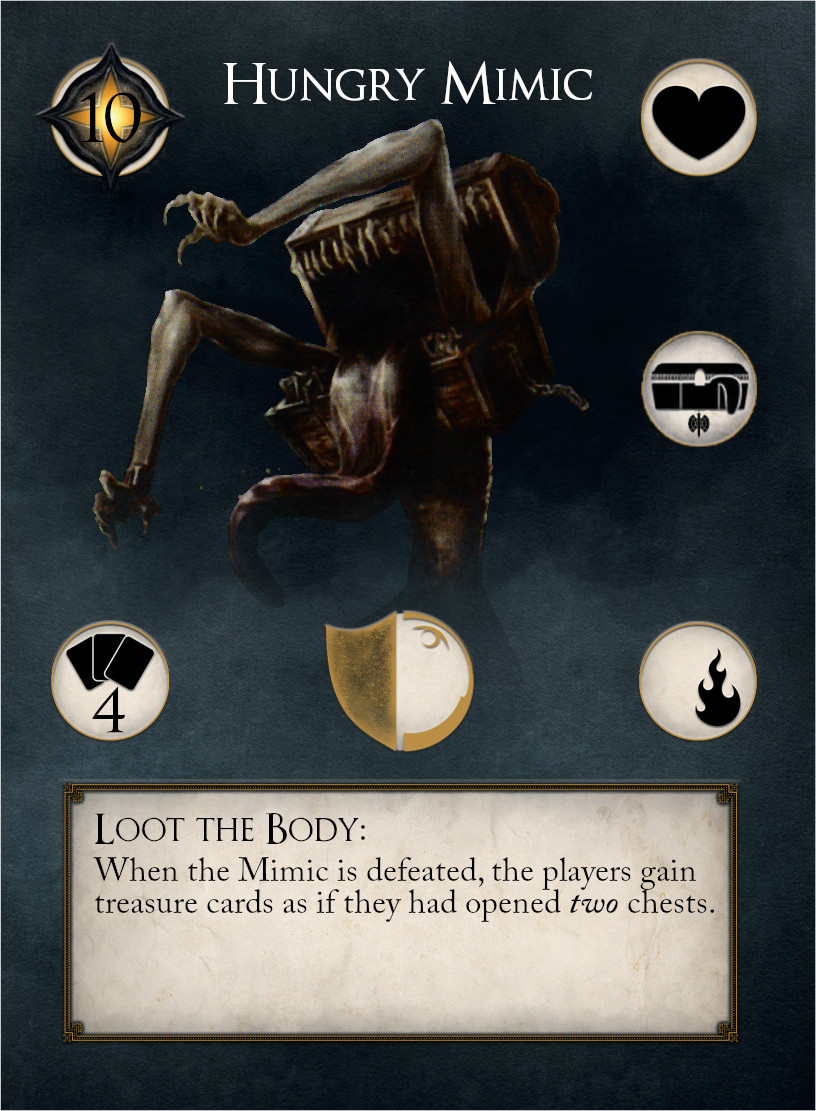 10
Hungry Mimic
4
Loot the Body:
When the Mimic is defeated, the players gain
treasure cards as if they had opened two chests.